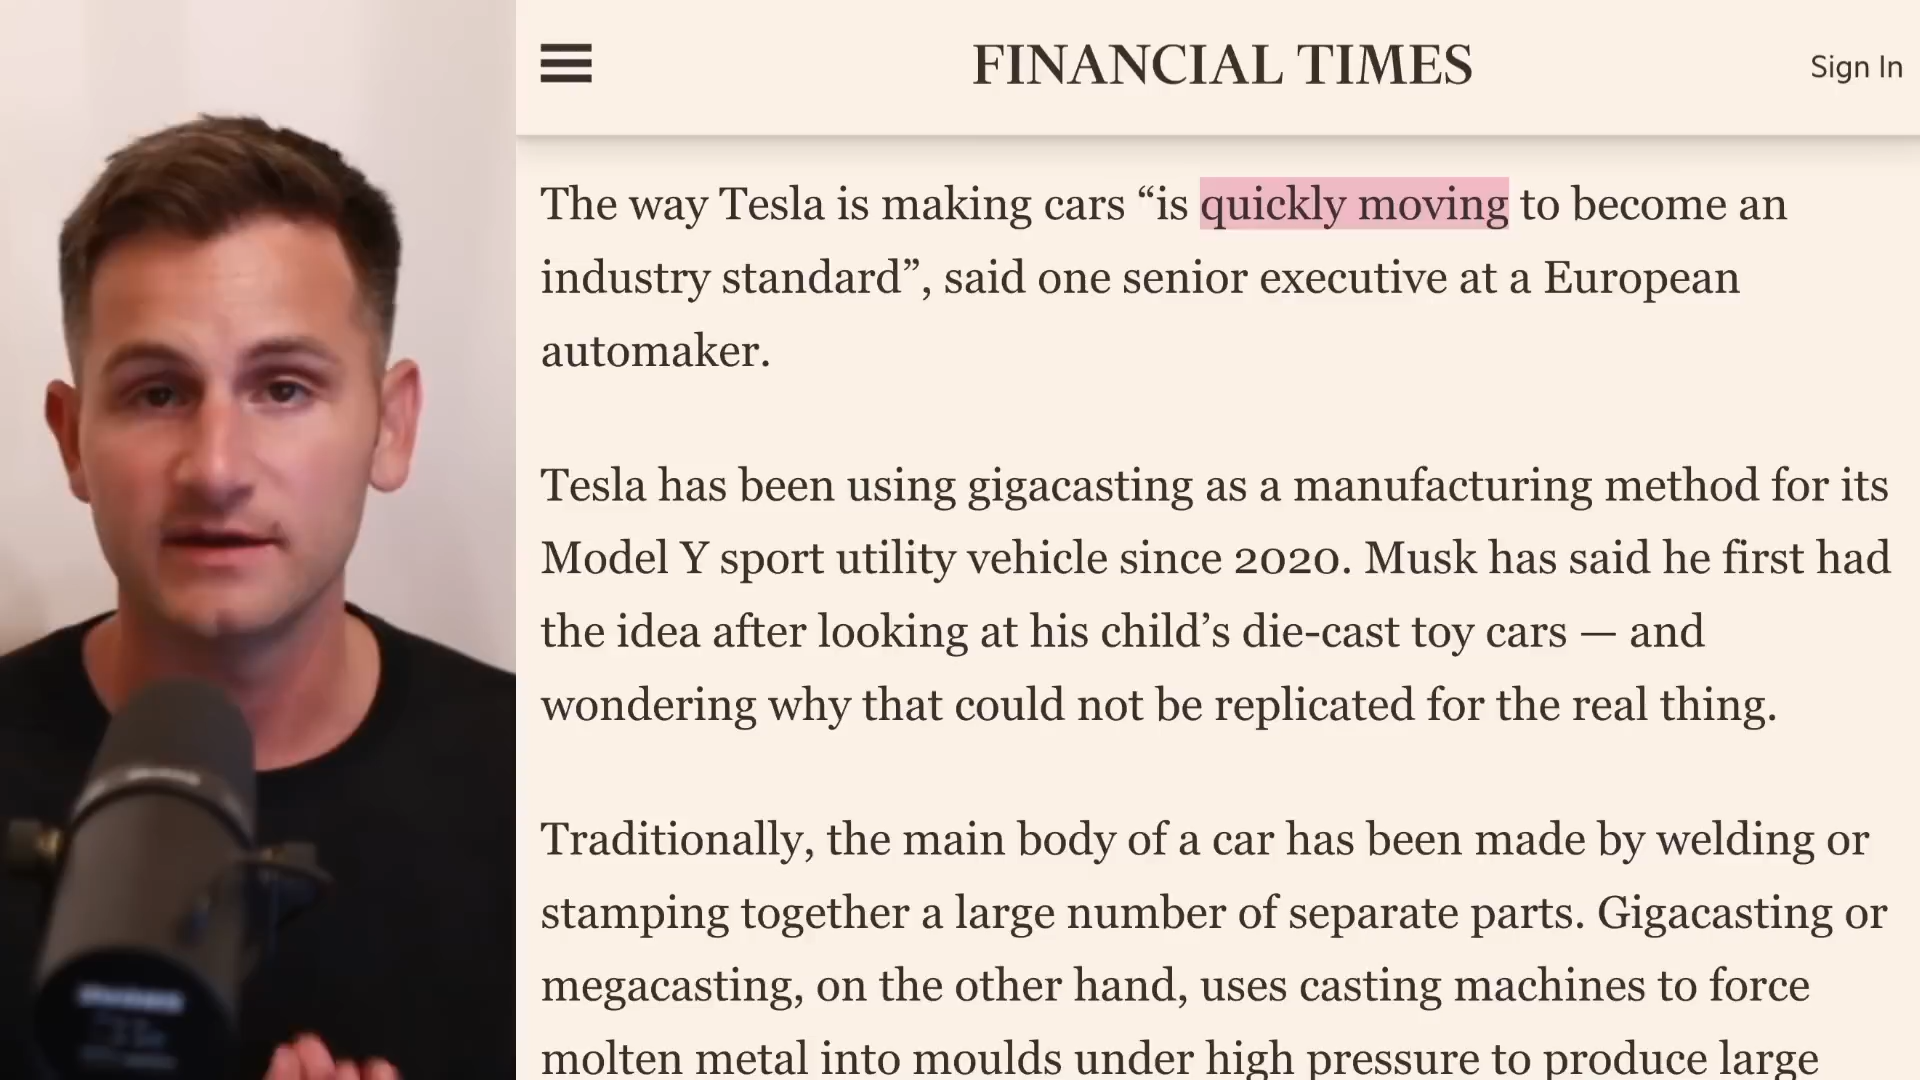 FINANCIAL TIMES
Sign In
The way Tesla is making cars “is quickly moving to become an
industry standard”, said one senior executive at a European
automaker.
Tesla has been using gigacasting as a manufacturing method for its
Model Y sport utility vehicle since 2020. Musk has said he first had
the idea after looking at his child’s die-cast toy cars — and
wondering why that could not be replicated for the real thing.
Traditionally, the main body of a car has been made by welding or
stamping together a large number of separate parts. Gigacasting or
megacasting, on the other hand, uses casting machines to force
molten metal into moulds under high pressure to produce large